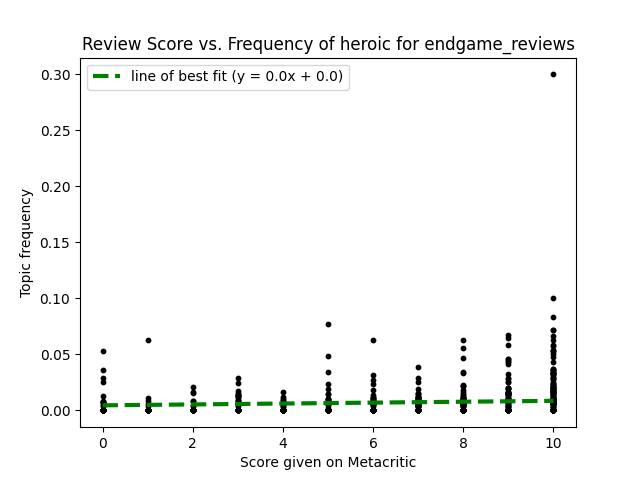 Review Score vs. Frequency of heroic for endgame_reviews
line of best fit (y = 0.0x + 0.0)
0.30
0.25
0.20
0.15
0.10
0.05
0.00
Topic frequency
0 2 4 6 8 10
Score given on Metacritic